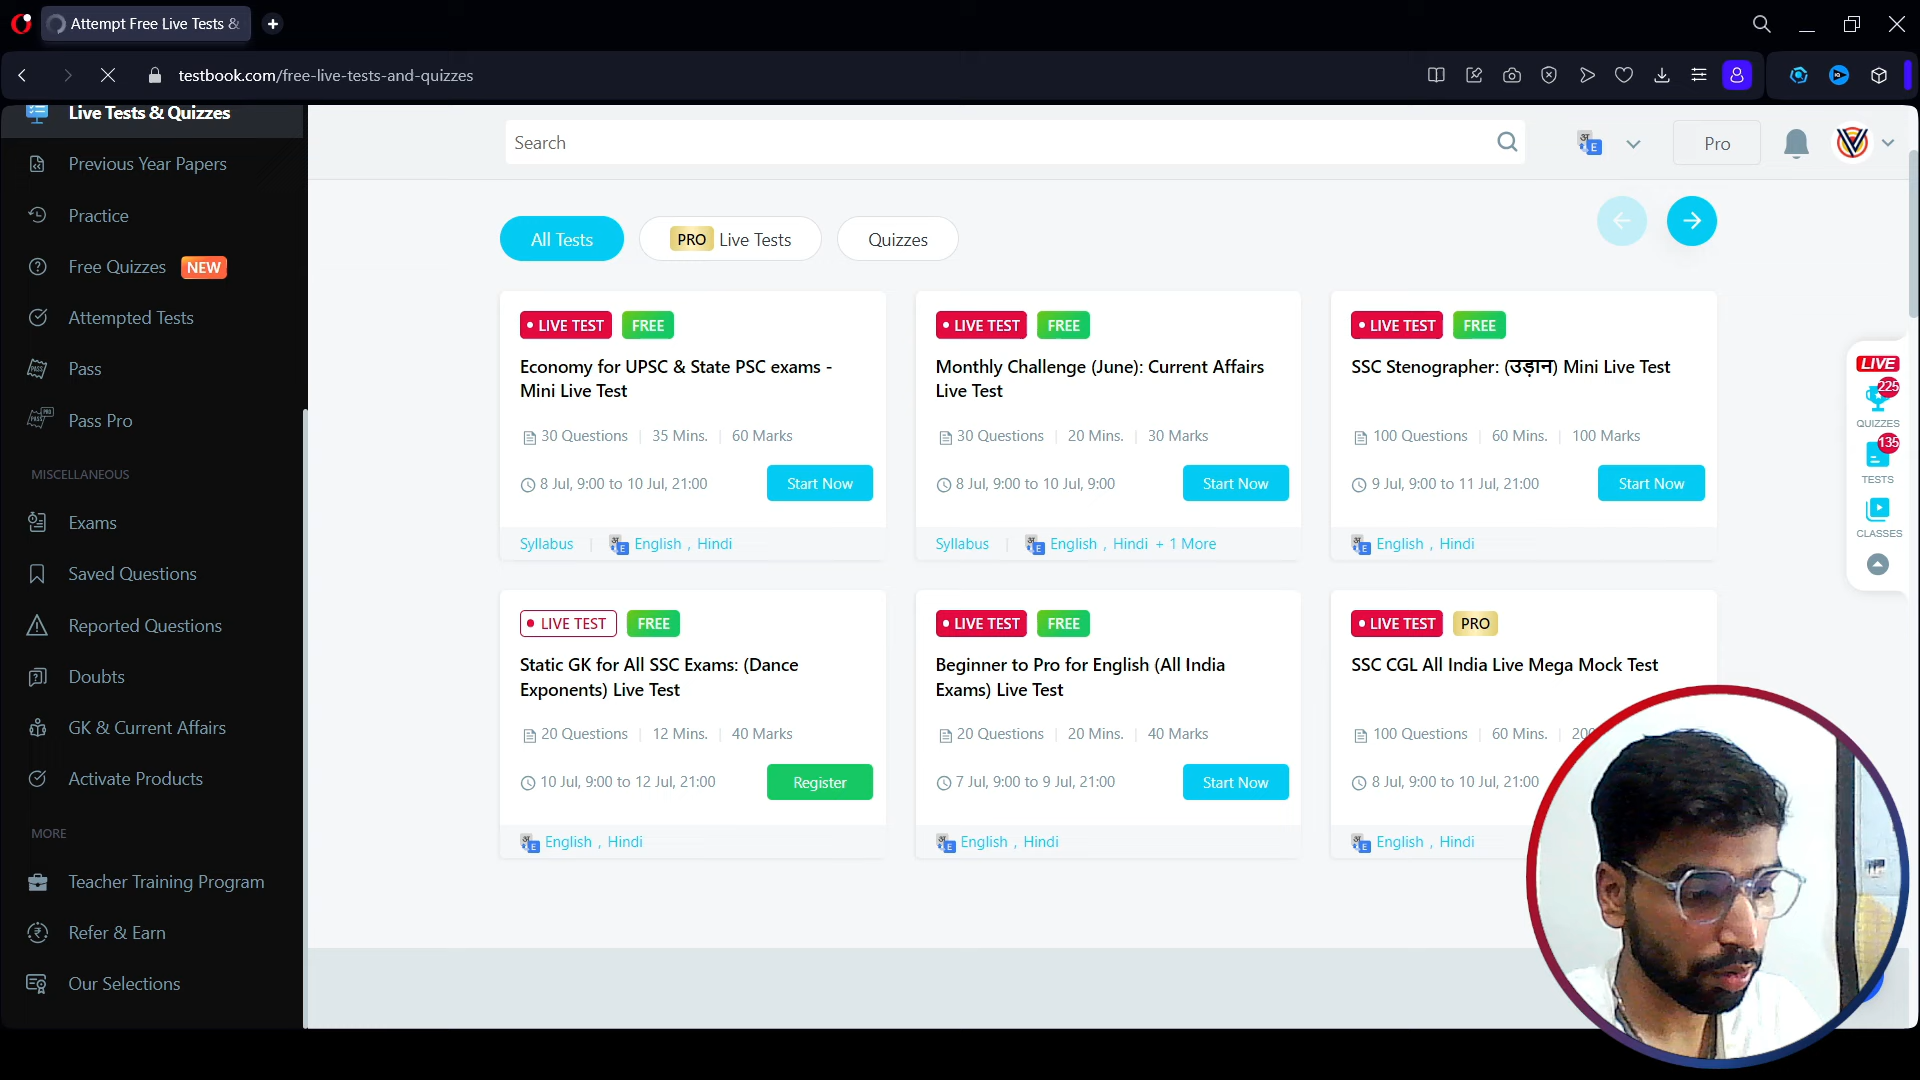 Attempt Free Live Tests &
testbook.com/free-live-tests-and-quizzes
Live Tests & Quizzes
Previous Year Papers
Practice
Free Quizzes NEW
Attempted Tests
Pass
Pass Pro
MISCELLANEOUS
Exams
Saved Questions
Reported Questions
Doubts
GK & Current Affairs
Activate Products
MORE
Teacher Training Program
Refer & Earn
Our Selections
Search
Pro
All Tests
PRO Live Tests
Quizzes
LIVE TEST FREE
Economy for UPSC & State PSC exams -
Mini Live Test
30 Questions 35 Mins. 60 Marks
8 Jul, 9:00 to 10 Jul, 21:00 Start Now
Syllabus English , Hindi
LIVE TEST FREE
Monthly Challenge (June): Current Affairs
Live Test
30 Questions 20 Mins. 30 Marks
8 Jul, 9:00 to 10 Jul, 9:00 Start Now
Syllabus English , Hindi + 1 More
LIVE TEST FREE
SSC Stenographer: (उड़ान) Mini Live Test
100 Questions 60 Mins. 100 Marks
9 Jul, 9:00 to 11 Jul, 21:00 Start Now
English , Hindi
LIVE TEST FREE
Static GK for All SSC Exams: (Dance
Exponents) Live Test
20 Questions 12 Mins. 40 Marks
10 Jul, 9:00 to 12 Jul, 21:00 Register
English , Hindi
LIVE TEST FREE
Beginner to Pro for English (All India
Exams) Live Test
20 Questions 20 Mins. 40 Marks
7 Jul, 9:00 to 9 Jul, 21:00 Start Now
English , Hindi
LIVE TEST PRO
SSC CGL All India Live Mega Mock Test
100 Questions 60 Mins.
8 Jul, 9:00 to 10 Jul, 21:00
English , Hindi
LIVE
225
QUIZZES
135
TESTS
CLASSES